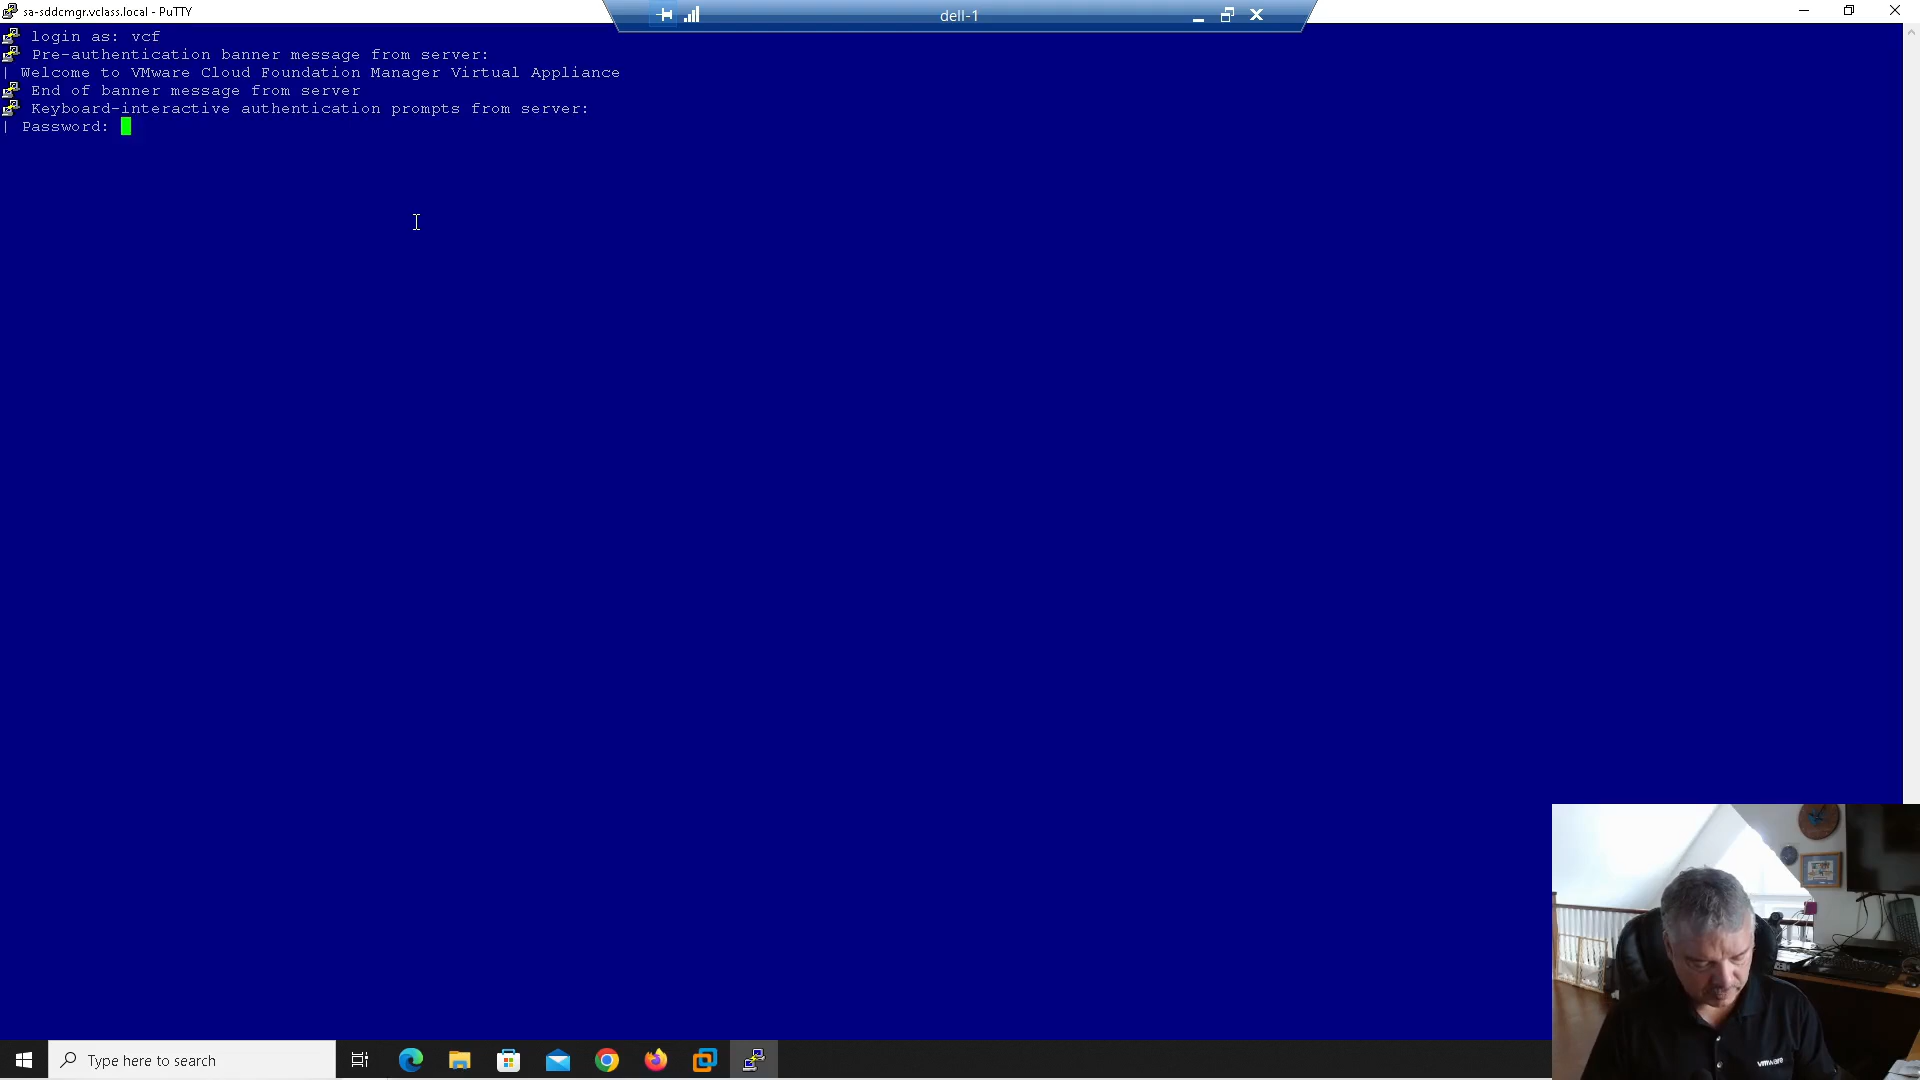 sa-sddcmgr.vclass.local - PuTTY
dell-1
login as: vcf
Pre-authentication banner message from server:
| Welcome to VMware Cloud Foundation Manager Virtual Appliance
End of banner message from server
Keyboard-interactive authentication prompts from server:
| Password:
Type here to search
vmware